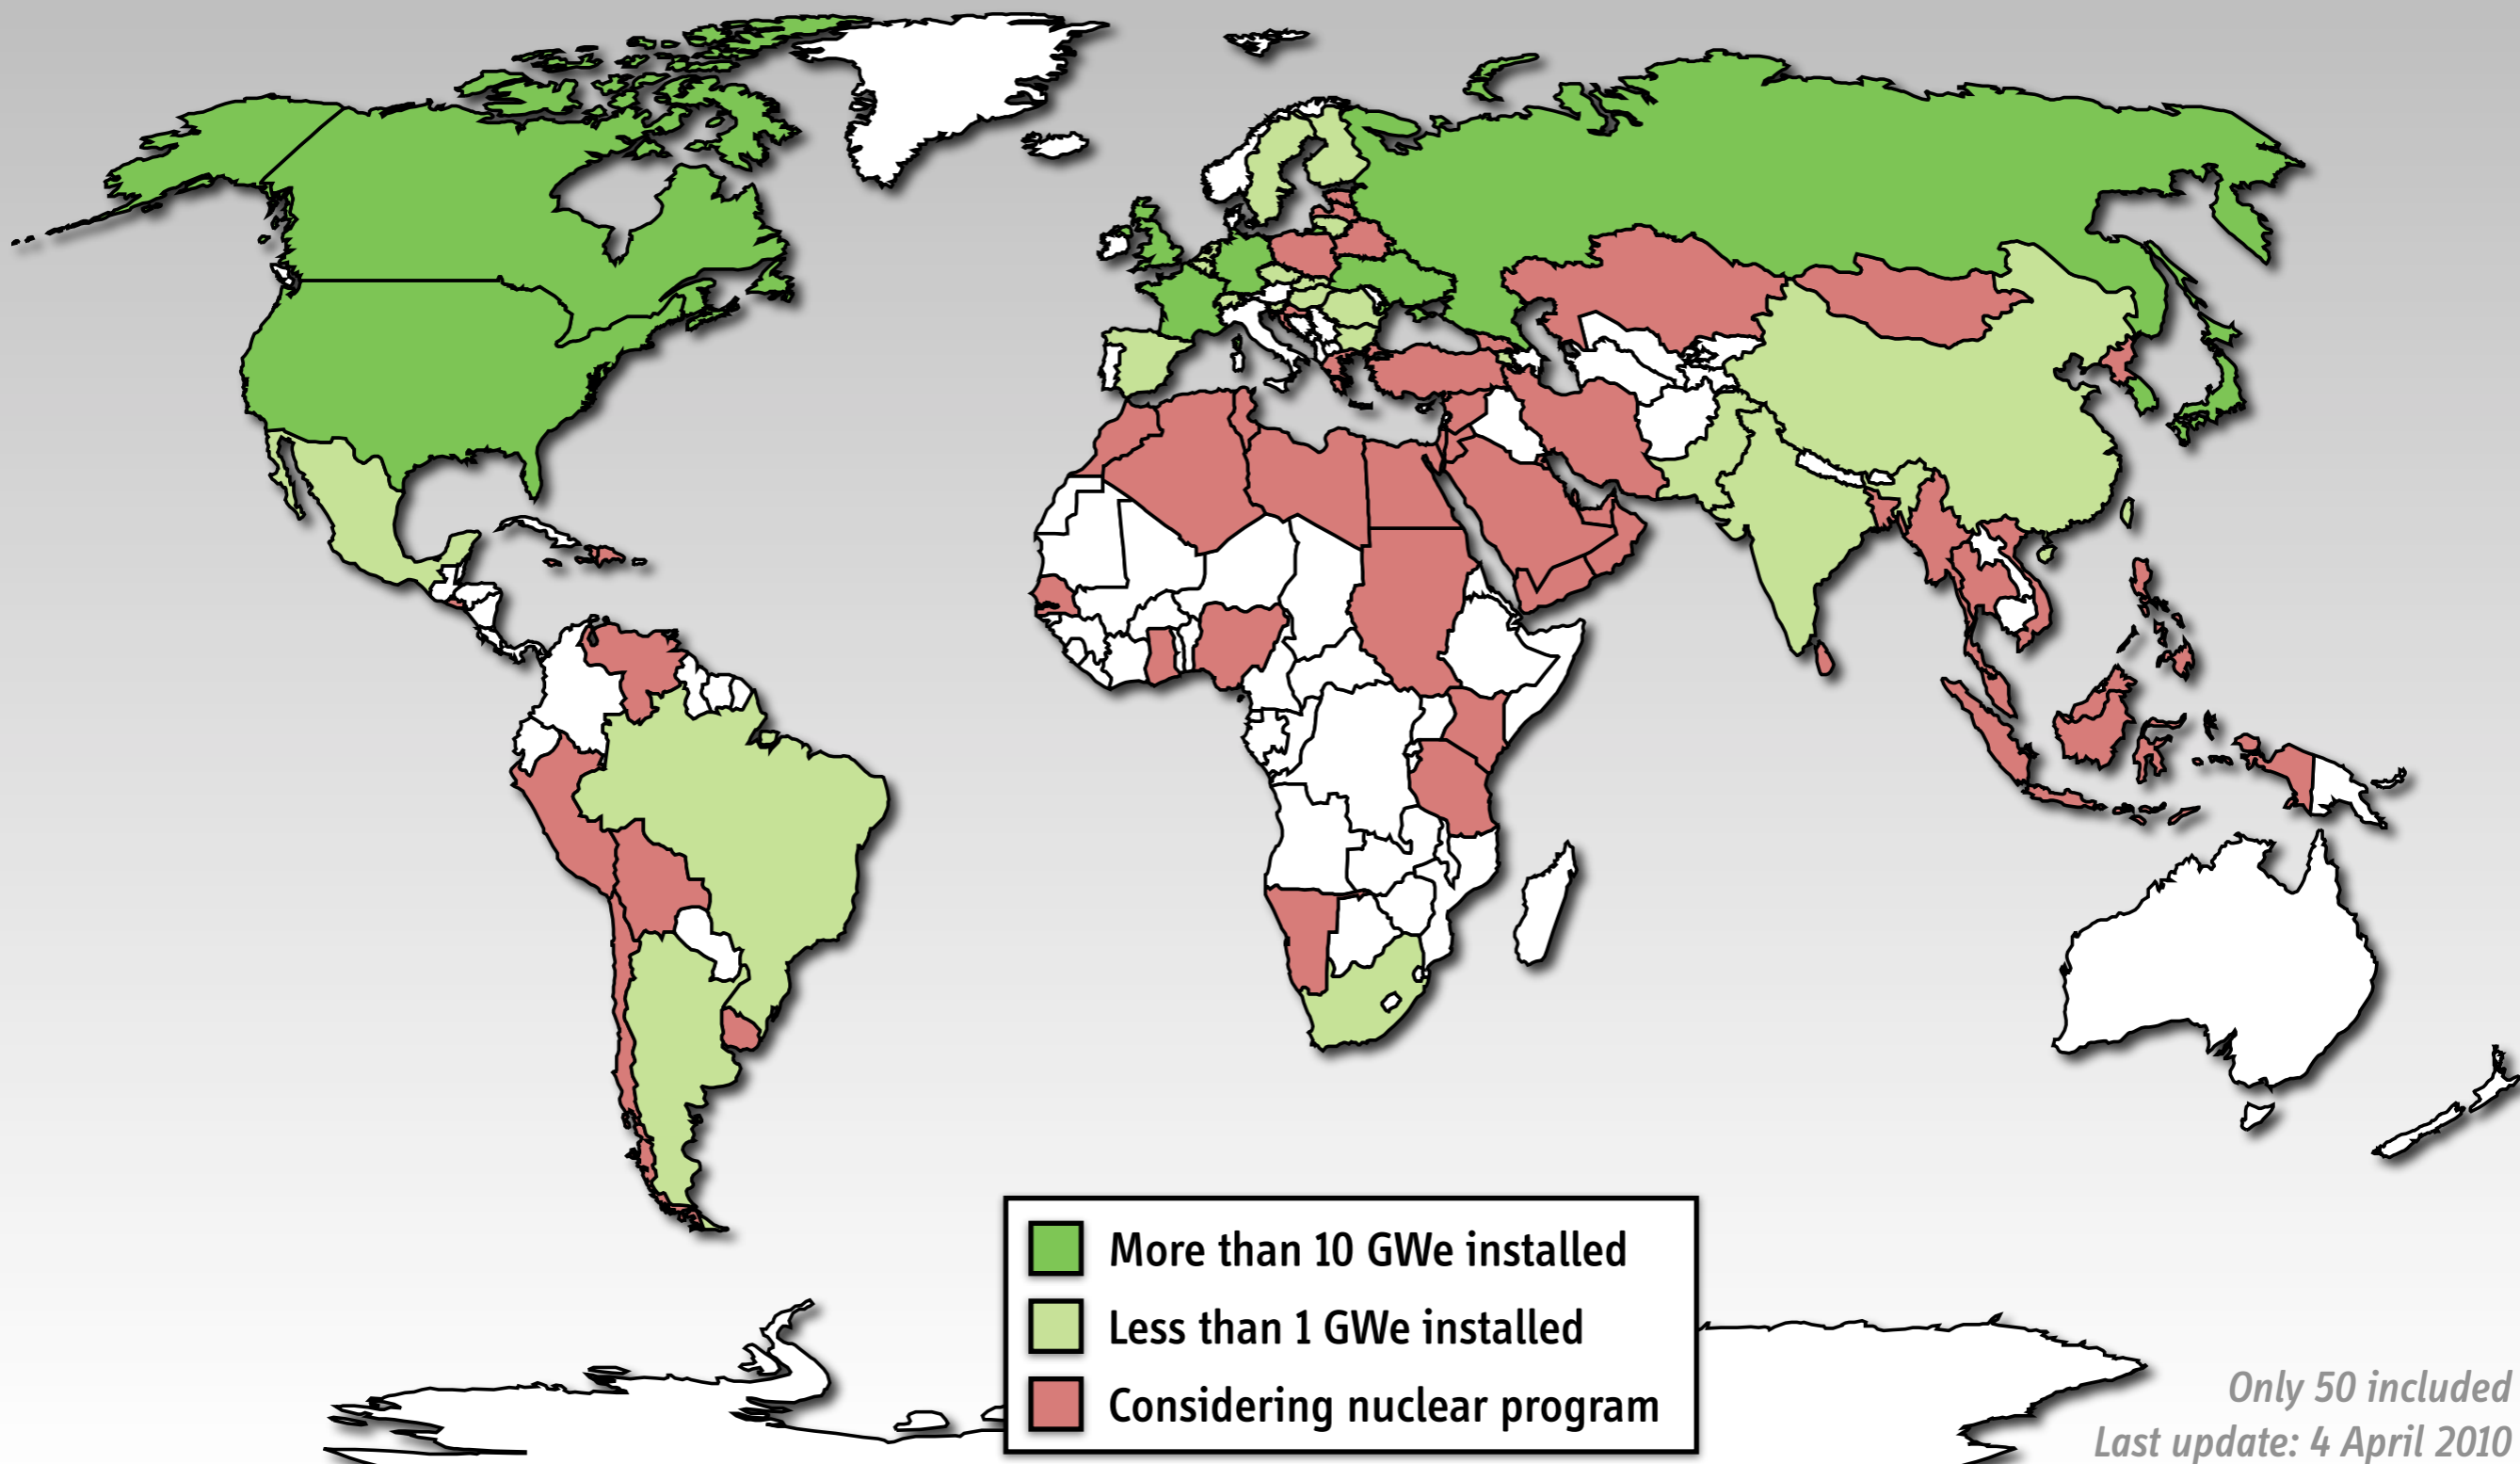 More than 10 GWe installed
Less than 1 GWe installed
Considering nuclear program
Only 50 included
Last update: 4 April 2010